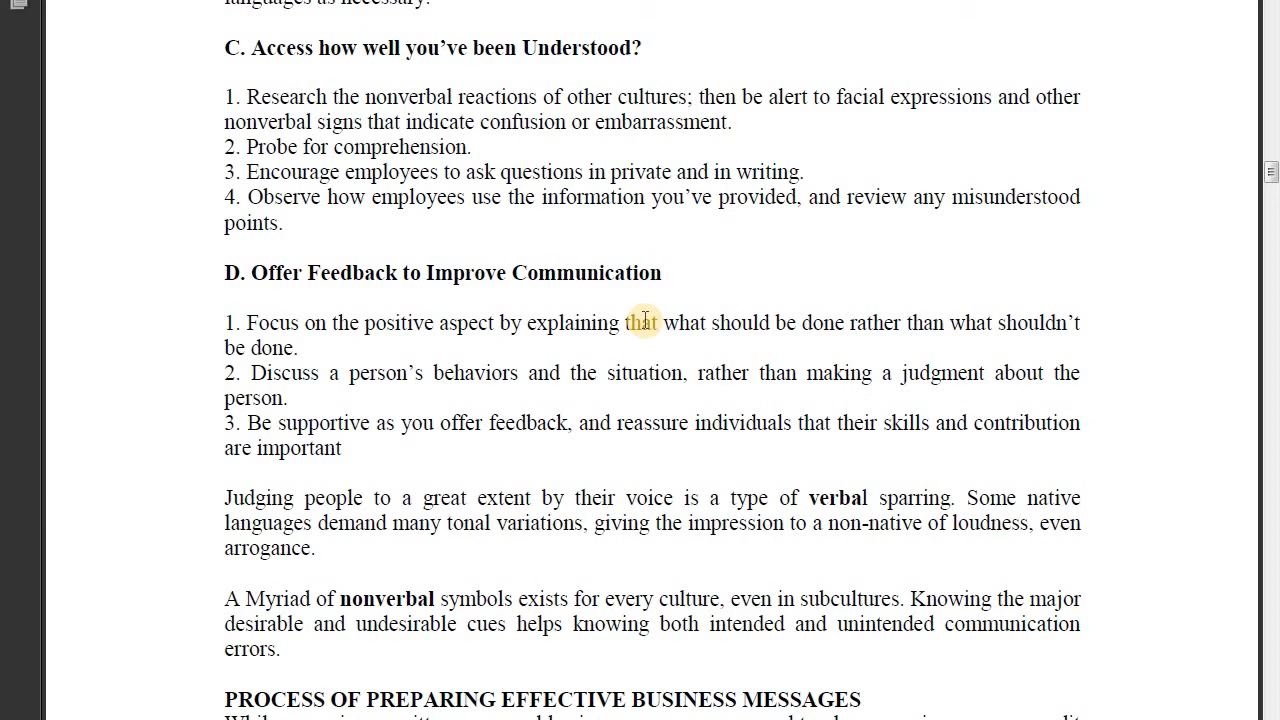 languages as necessary.
C. Access how well you’ve been Understood?
1. Research the nonverbal reactions of other cultures; then be alert to facial expressions and other
nonverbal signs that indicate confusion or embarrassment.
2. Probe for comprehension.
3. Encourage employees to ask questions in private and in writing.
4. Observe how employees use the information you’ve provided, and review any misunderstood
points.
D. Offer Feedback to Improve Communication
1. Focus on the positive aspect by explaining that what should be done rather than what shouldn’t
be done.
2. Discuss a person’s behaviors and the situation, rather than making a judgment about the
person.
3. Be supportive as you offer feedback, and reassure individuals that their skills and contribution
are important
Judging people to a great extent by their voice is a type of verbal sparring. Some native
languages demand many tonal variations, giving the impression to a non-native of loudness, even
arrogance.
A Myriad of nonverbal symbols exists for every culture, even in subcultures. Knowing the major
desirable and undesirable cues helps knowing both intended and unintended communication
errors.
PROCESS OF PREPARING EFFECTIVE BUSINESS MESSAGES